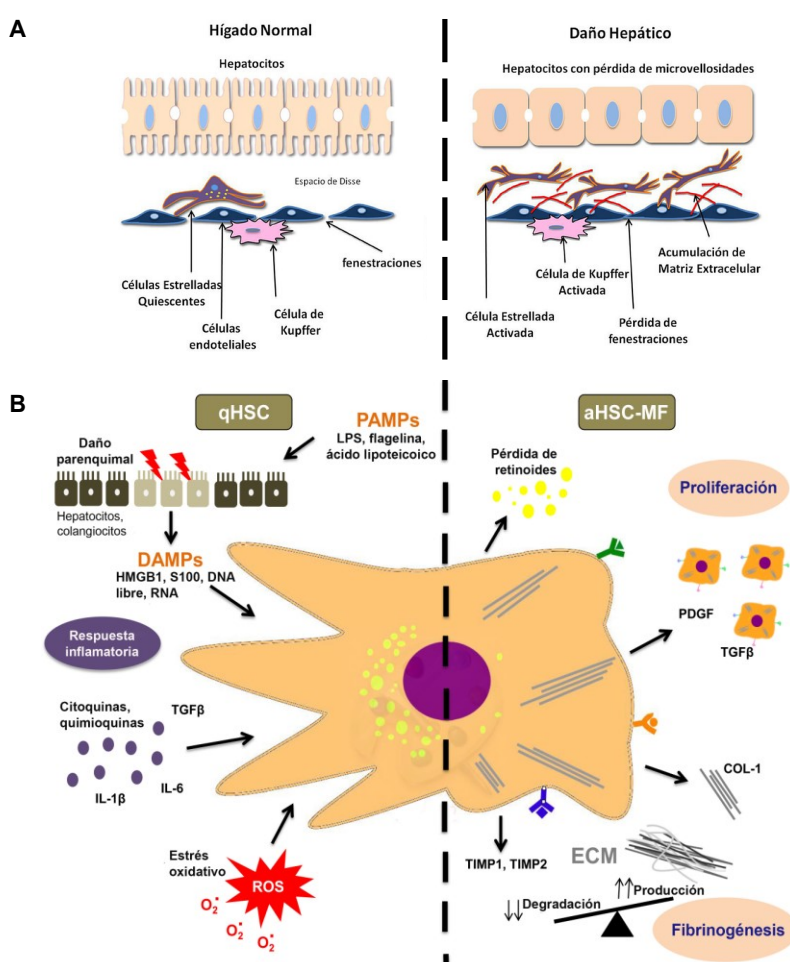 A
Hígado Normal
Daño Hepático
Hepatocitos
Hepatocitos con pérdida de microvellosidades
Espacio de Disse
fenestraciones
Células Estrelladas
Quiescentes
Células
endoteliales
Célula de
Kupffer
Célula Estrellada
Activada
Célula de Kupffer
Activada
Pérdida de
fenestraciones
Acumulación de
Matriz Extracelular
B
qHSC
aHSC-MF
PAMPs
LPS, flagelina,
ácido lipoteicoico
Daño
parenquimal
Hepatocitos,
colangiocitos
DAMPs
HMGB1, S100, DNA
libre, RNA
Respuesta
inflamatoria
Citoquinas,
quimioquinas
TGFβ
IL-6
IL-1β
Estrés
oxidativo
ROS
O2•
O2•
O2•
Pérdida de
retinoides
Proliferación
PDGF
TGFβ
COL-1
TIMP1, TIMP2
ECM
↑↑Producción
↓↓Degradación
Fibrinogénesis